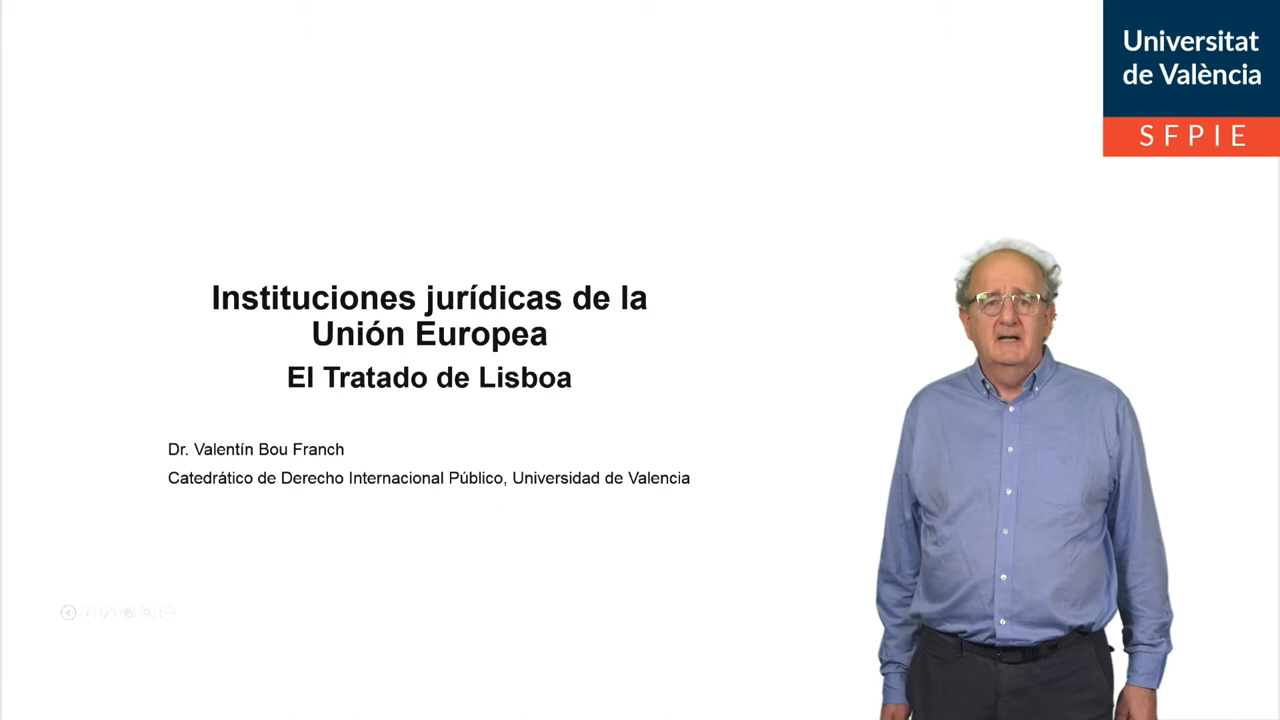 Universitat
de València
SFPIE
Instituciones jurídicas de la
Unión Europea
El Tratado de Lisboa
Dr. Valentín Bou Franch
Catedrático de Derecho Internacional Público, Universidad de Valencia